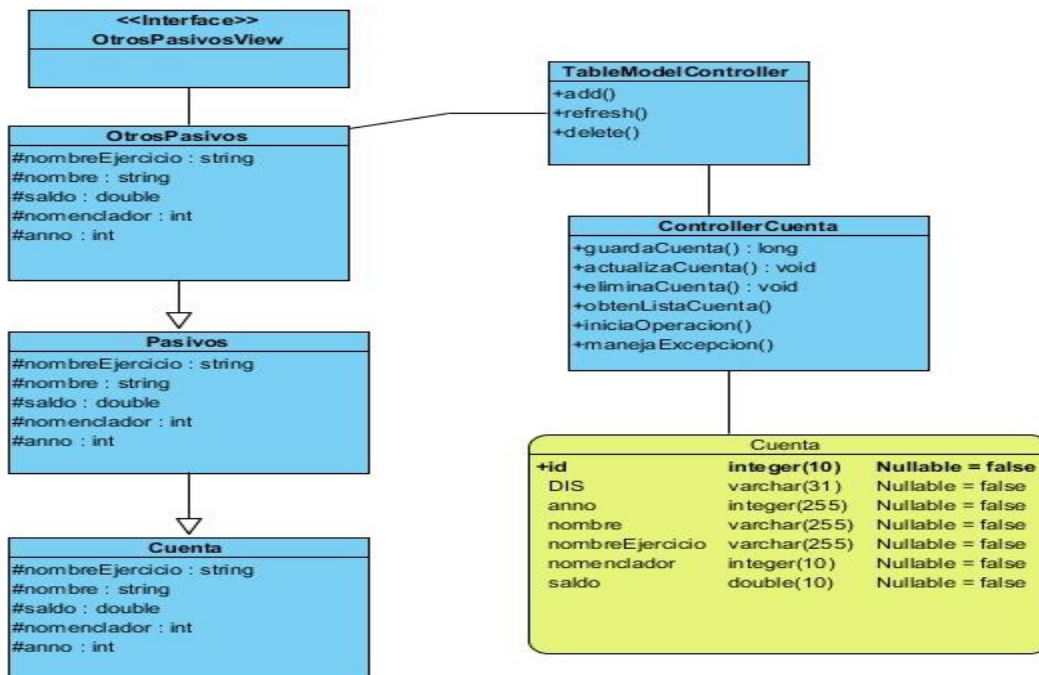 <<Interface>>
OtrosPasivosView
OtrosPasivos
#nombreEjercicio : string
#nombre : string
#saldo : double
#nomenclador : int
#anno : int
Pasivos
#nombreEjercicio : string
#nombre : string
#saldo : double
#nomenclador : int
#anno : int
Cuenta
#nombreEjercicio : string
#nombre : string
#saldo : double
#nomenclador : int
#anno : int
TableModelController
+add()
+refresh()
+delete()
ControllerCuenta
+guardaCuenta() : long
+actualizaCuenta() : void
+eliminaCuenta() : void
+obtenListaCuenta()
+iniciaOperacion()
+manejaExcepcion()
Cuenta
+id integer(10) Nullable = false
DIS varchar(31) Nullable = false
anno integer(255) Nullable = false
nombre varchar(255) Nullable = false
nombreEjercicio varchar(255) Nullable = false
nomenclador integer(10) Nullable = false
saldo double(10) Nullable = false